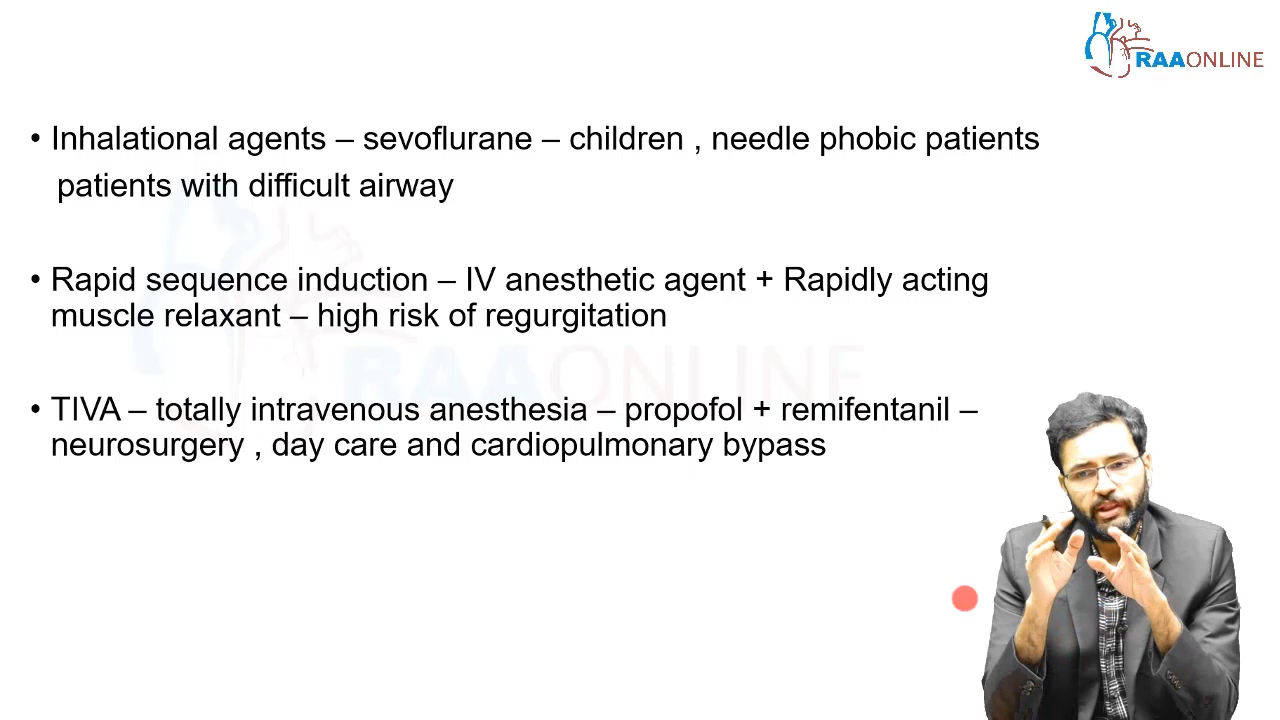 RAAONLINE
• Inhalational agents – sevoflurane – children , needle phobic patients
patients with difficult airway
• Rapid sequence induction – IV anesthetic agent + Rapidly acting
muscle relaxant – high risk of regurgitation
RAAONLINE
• TIVA – totally intravenous anesthesia – propofol + remifentanil –
neurosurgery , day care and cardiopulmonary bypass